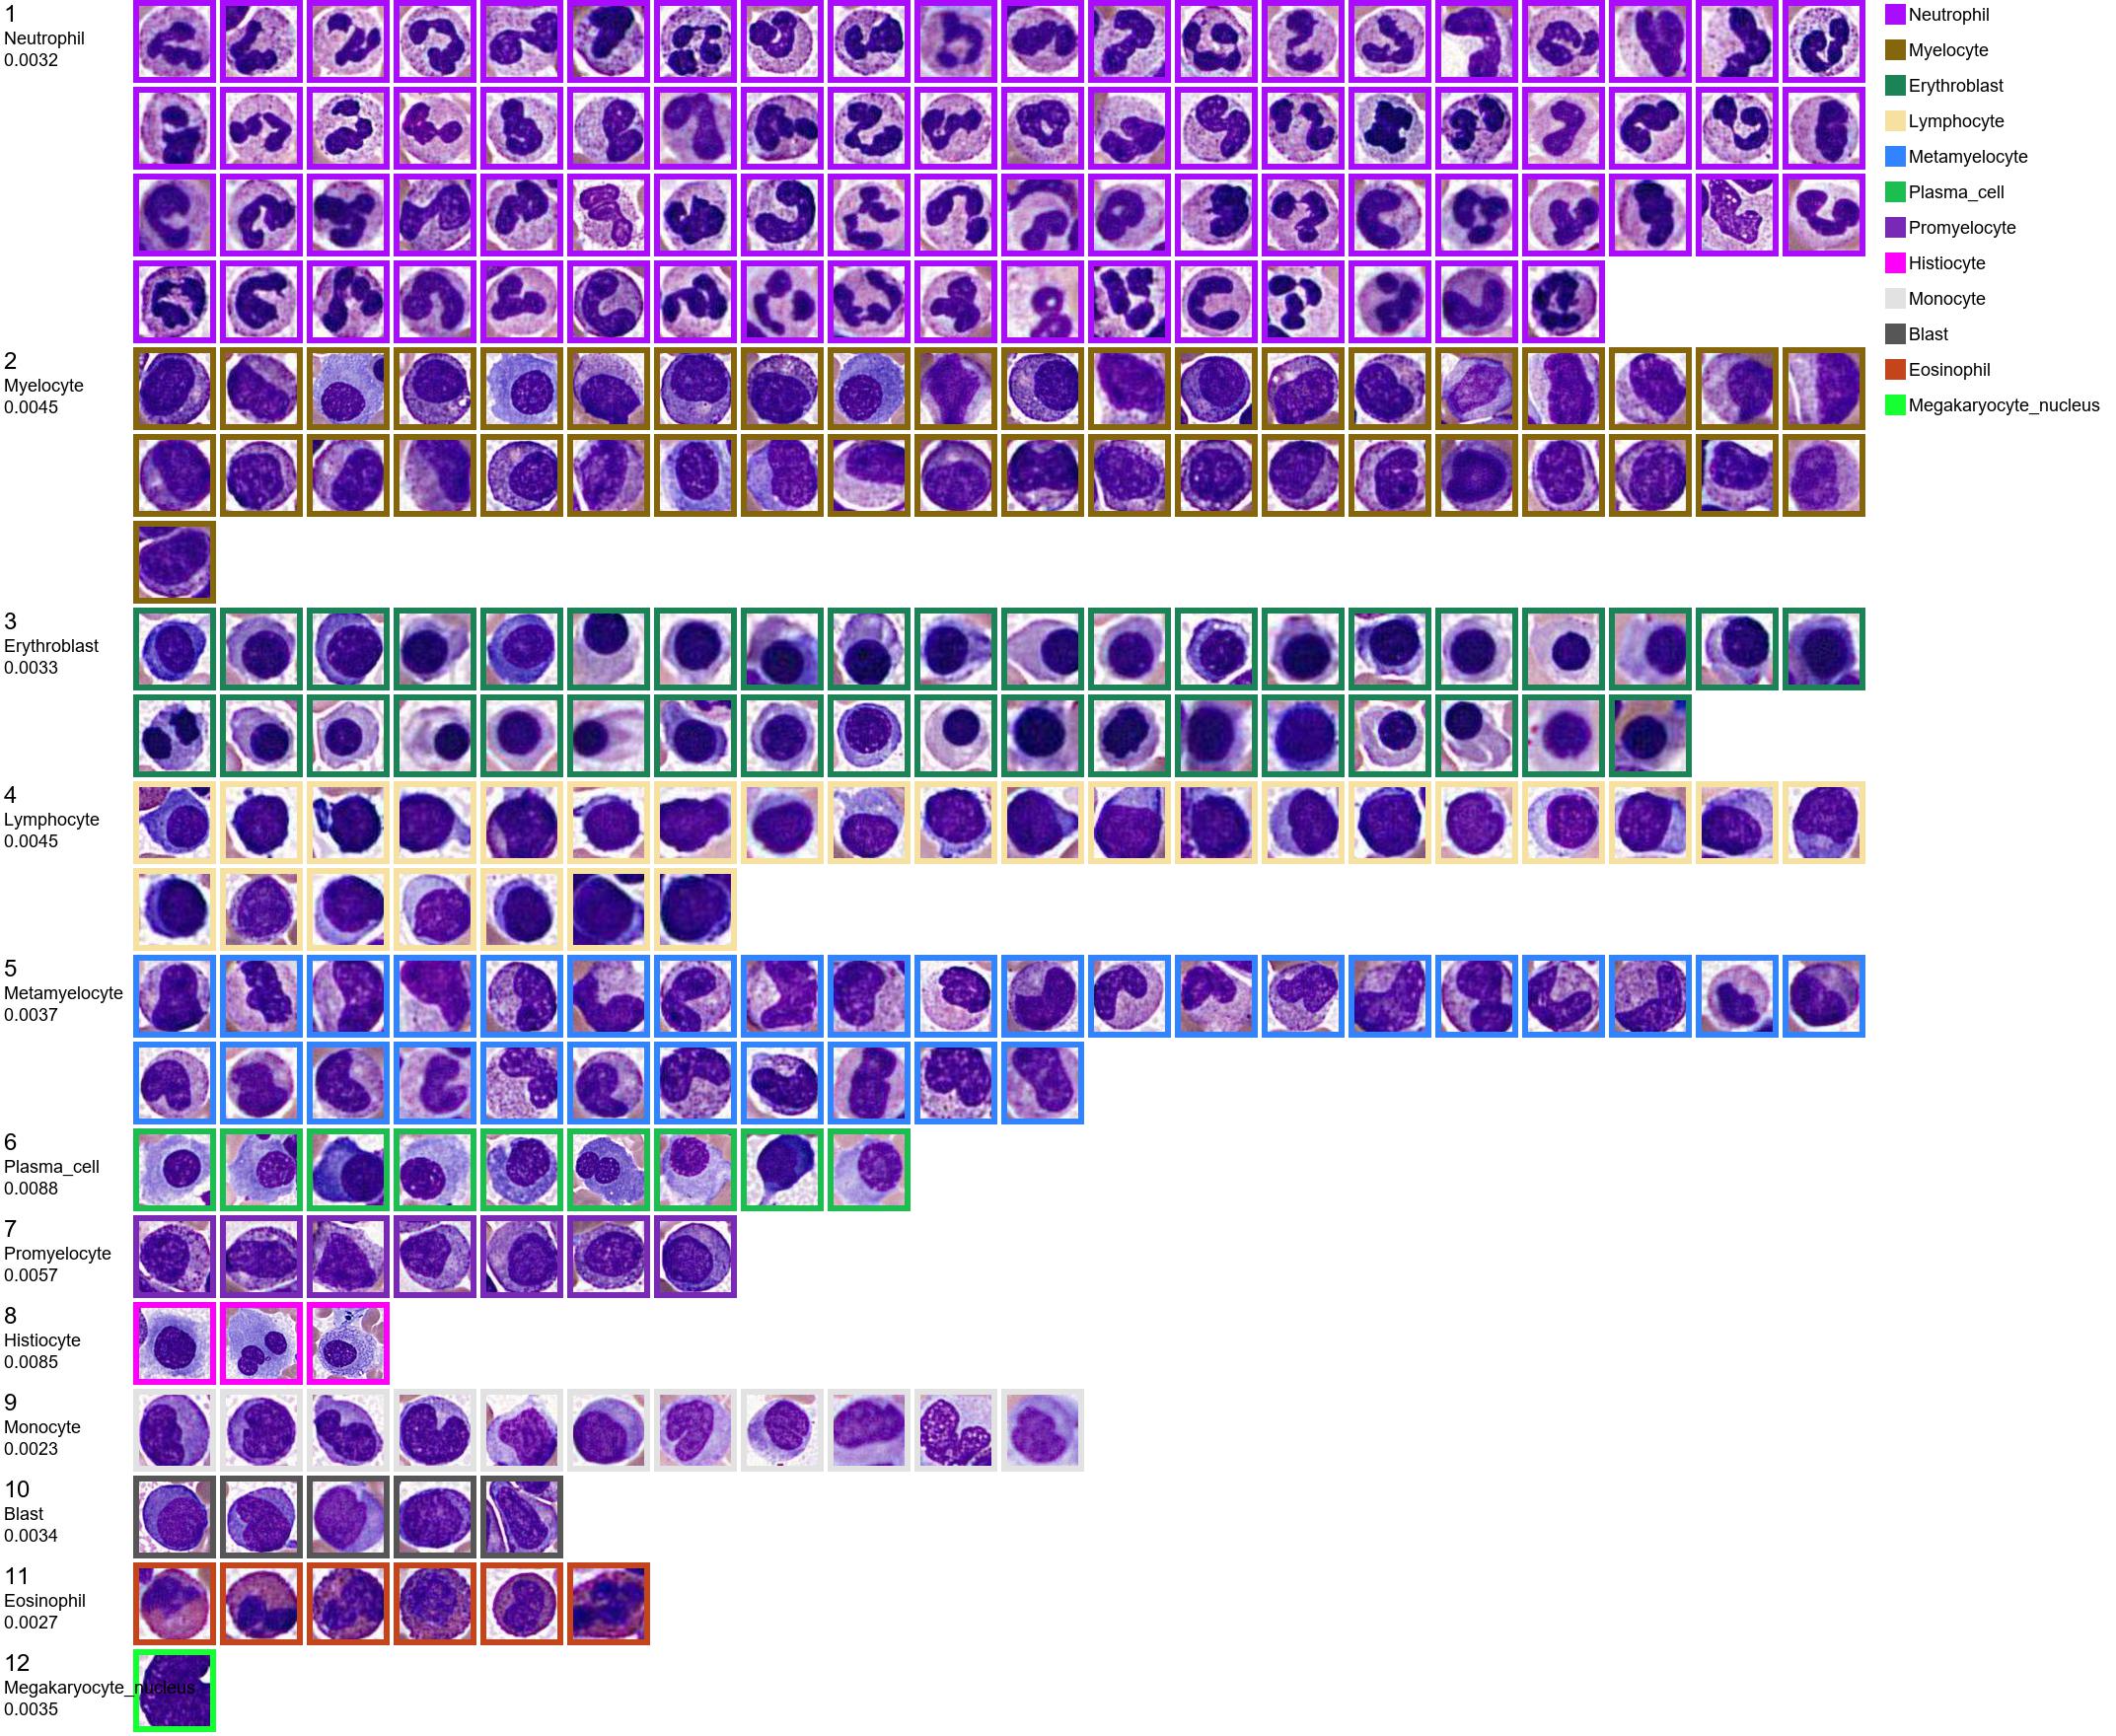 1
Neutrophil
0.0032
2
Myelocyte
0.0045
3
Erythroblast
0.0033
4
Lymphocyte
0.0045
5
Metamyelocyte
0.0037
6
Plasma_cell
0.0088
7
Promyelocyte
0.0057
8
Histiocyte
0.0085
9
Monocyte
0.0023
10
Blast
0.0034
11
Eosinophil
0.0027
12
Megakaryocyte_nucleus
0.0035
Neutrophil
Myelocyte
Erythroblast
Lymphocyte
Metamyelocyte
Plasma_cell
Promyelocyte
Histiocyte
Monocyte
Blast
Eosinophil
Megakaryocyte_nucleus